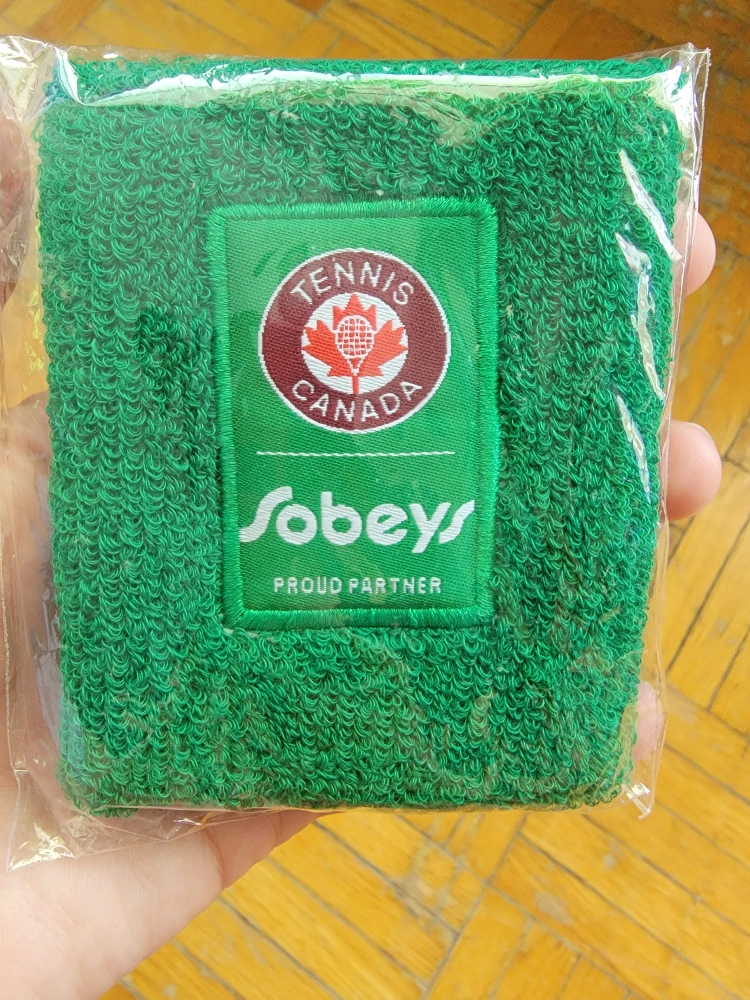 TENNIS
CANADA
Sobeys
PROUD PARTNER